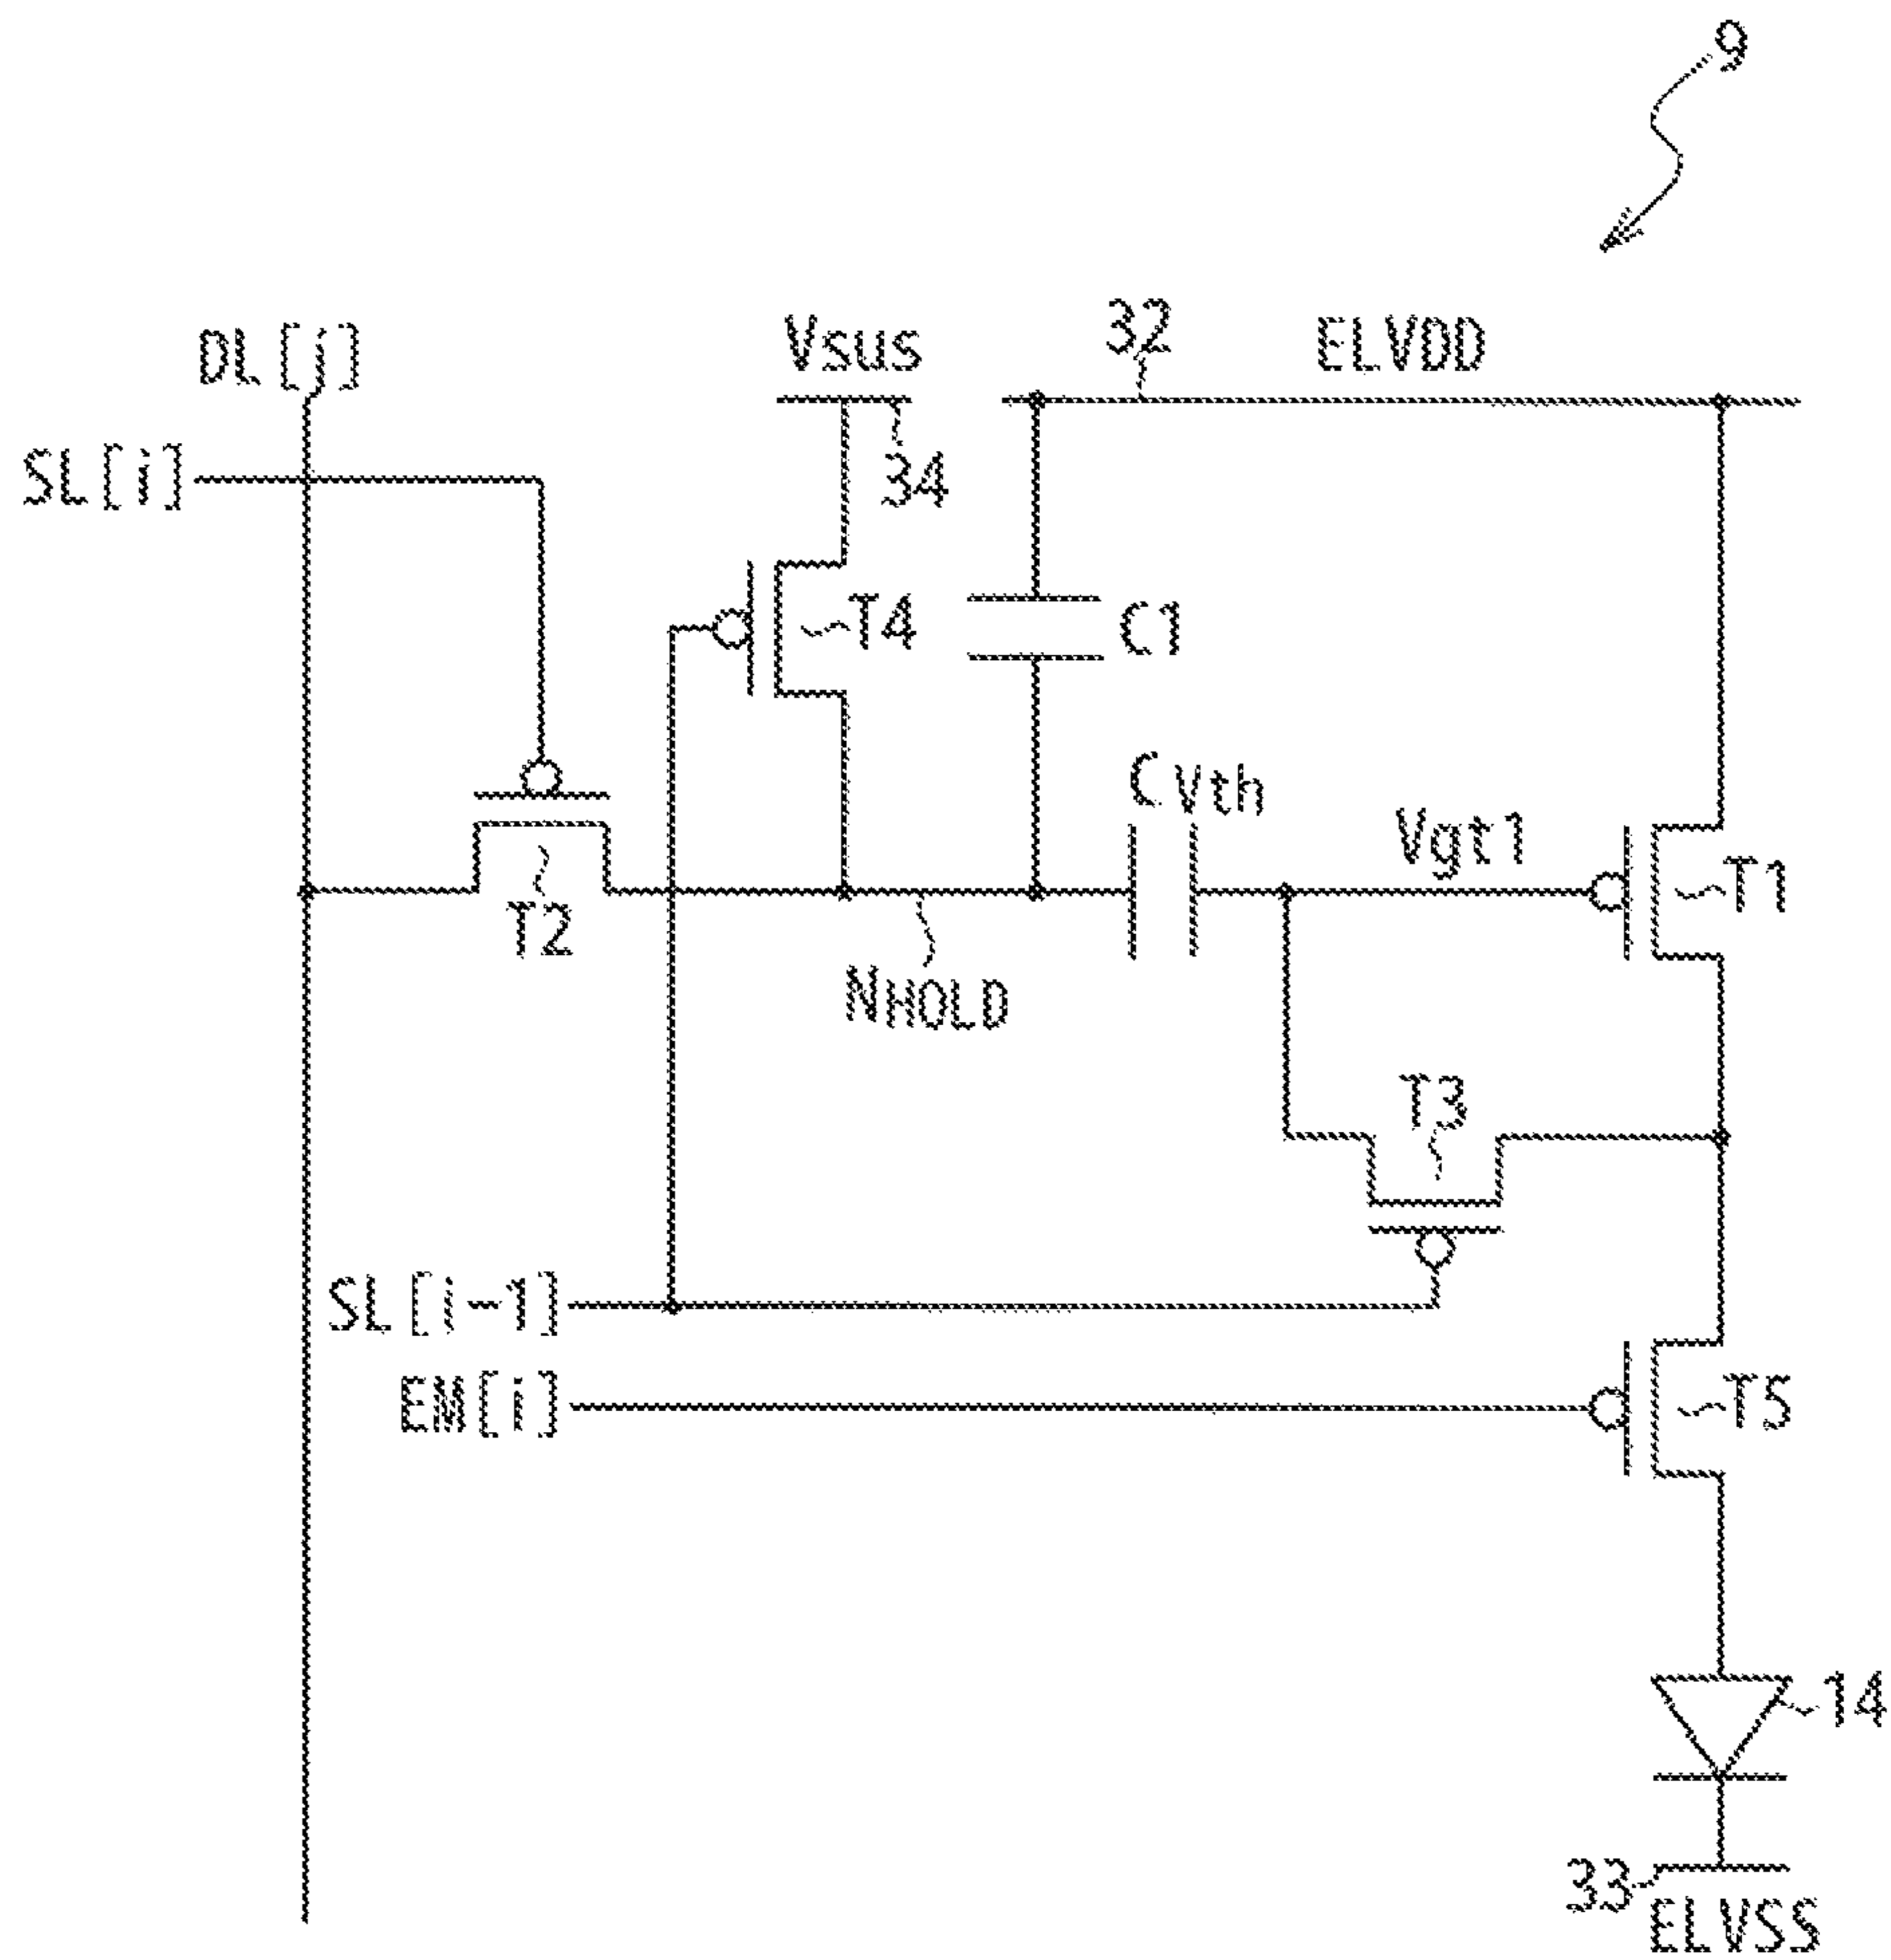 9
DL[j]
Vsus
32
ELVDD
SL[i]
34
T4
C1
CVth
Vgt1
T1
T2
NHOLD
T3
SL[i-1]
EM[i]
T5
14
33
ELVSS